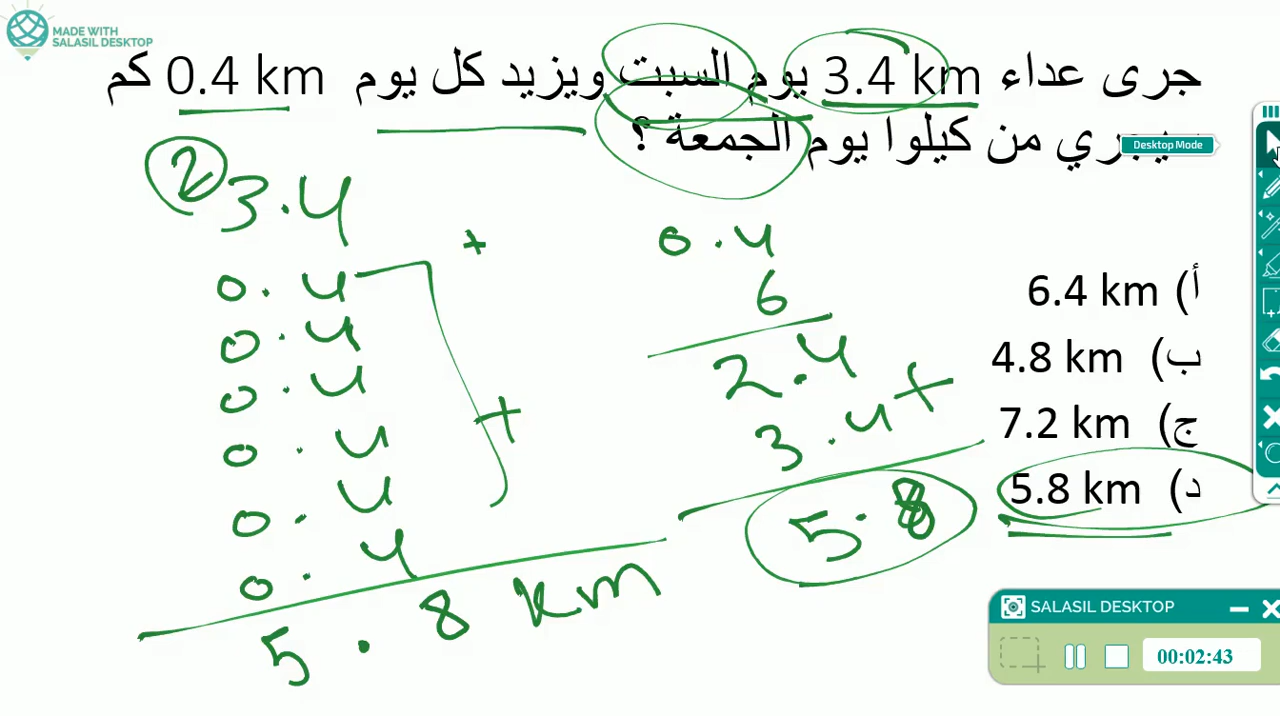 MADE WITH
SALASIL DESKTOP
جرى عداء 3.4 km يوم السبت ويزيد كل يوم 0.4 km كم
سيجري من كيلوا يوم الجمعة ؟
Desktop Mode
أ) 6.4 km
ب) 4.8 km
ج) 7.2 km
د) 5.8 km
2
3.4
+
0.4
0.4
0.4
0.4
0.4
0.4
+
5.8 km
0.4
6
2.4
3.4 +
5.8
SALASIL DESKTOP
00:02:43